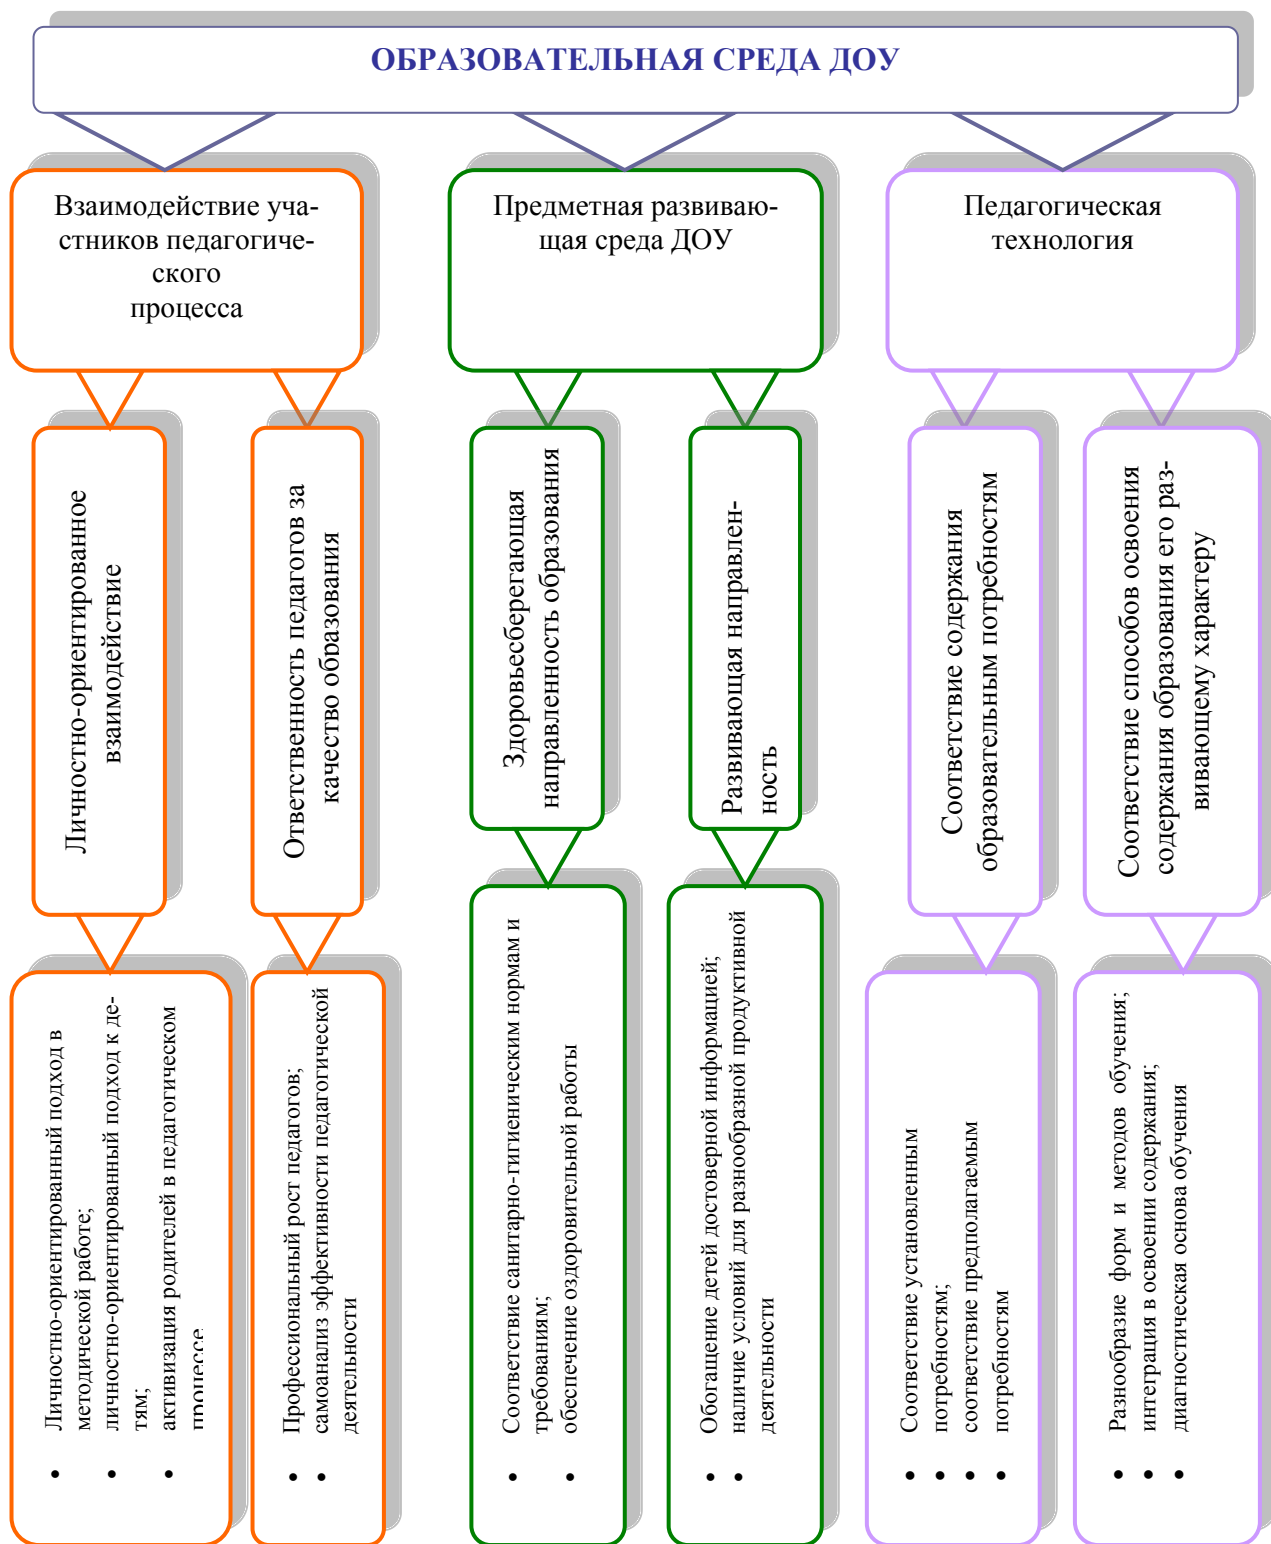 ОБРАЗОВАТЕЛЬНАЯ СРЕДА ДОУ
Взаимодействие уча-
стников педагогиче-
ского
процесса
Предметная развиваю-
щая среда ДОУ
Педагогическая
технология
Личностно-ориентированное
взаимодействие
Ответственность педагогов за
качество образования
Здоровьесберегающая
направленность образования
Развивающая направлен-
ность
Соответствие содержания
образовательным потребностям
Соответствие способов освоения
содержания образования его раз-
вивающему характеру
• Личностно-ориентированный подход в
методической работе;
• личностно-ориентированный подход к де-
тям;
• активизация родителей в педагогическом
процессе
• Профессиональный рост педагогов;
• самоанализ эффективности педагогической
деятельности
• Соответствие санитарно-гигиеническим нормам и
требованиям;
• обеспечение оздоровительной работы
• Обогащение детей достоверной информацией;
• наличие условий для разнообразной продуктивной
деятельности
• Соответствие установленным
• потребностям;
• соответствие предполагаемым
• потребностям
• Разнообразие форм и методов обучения;
• интеграция в освоении содержания;
• диагностическая основа обучения